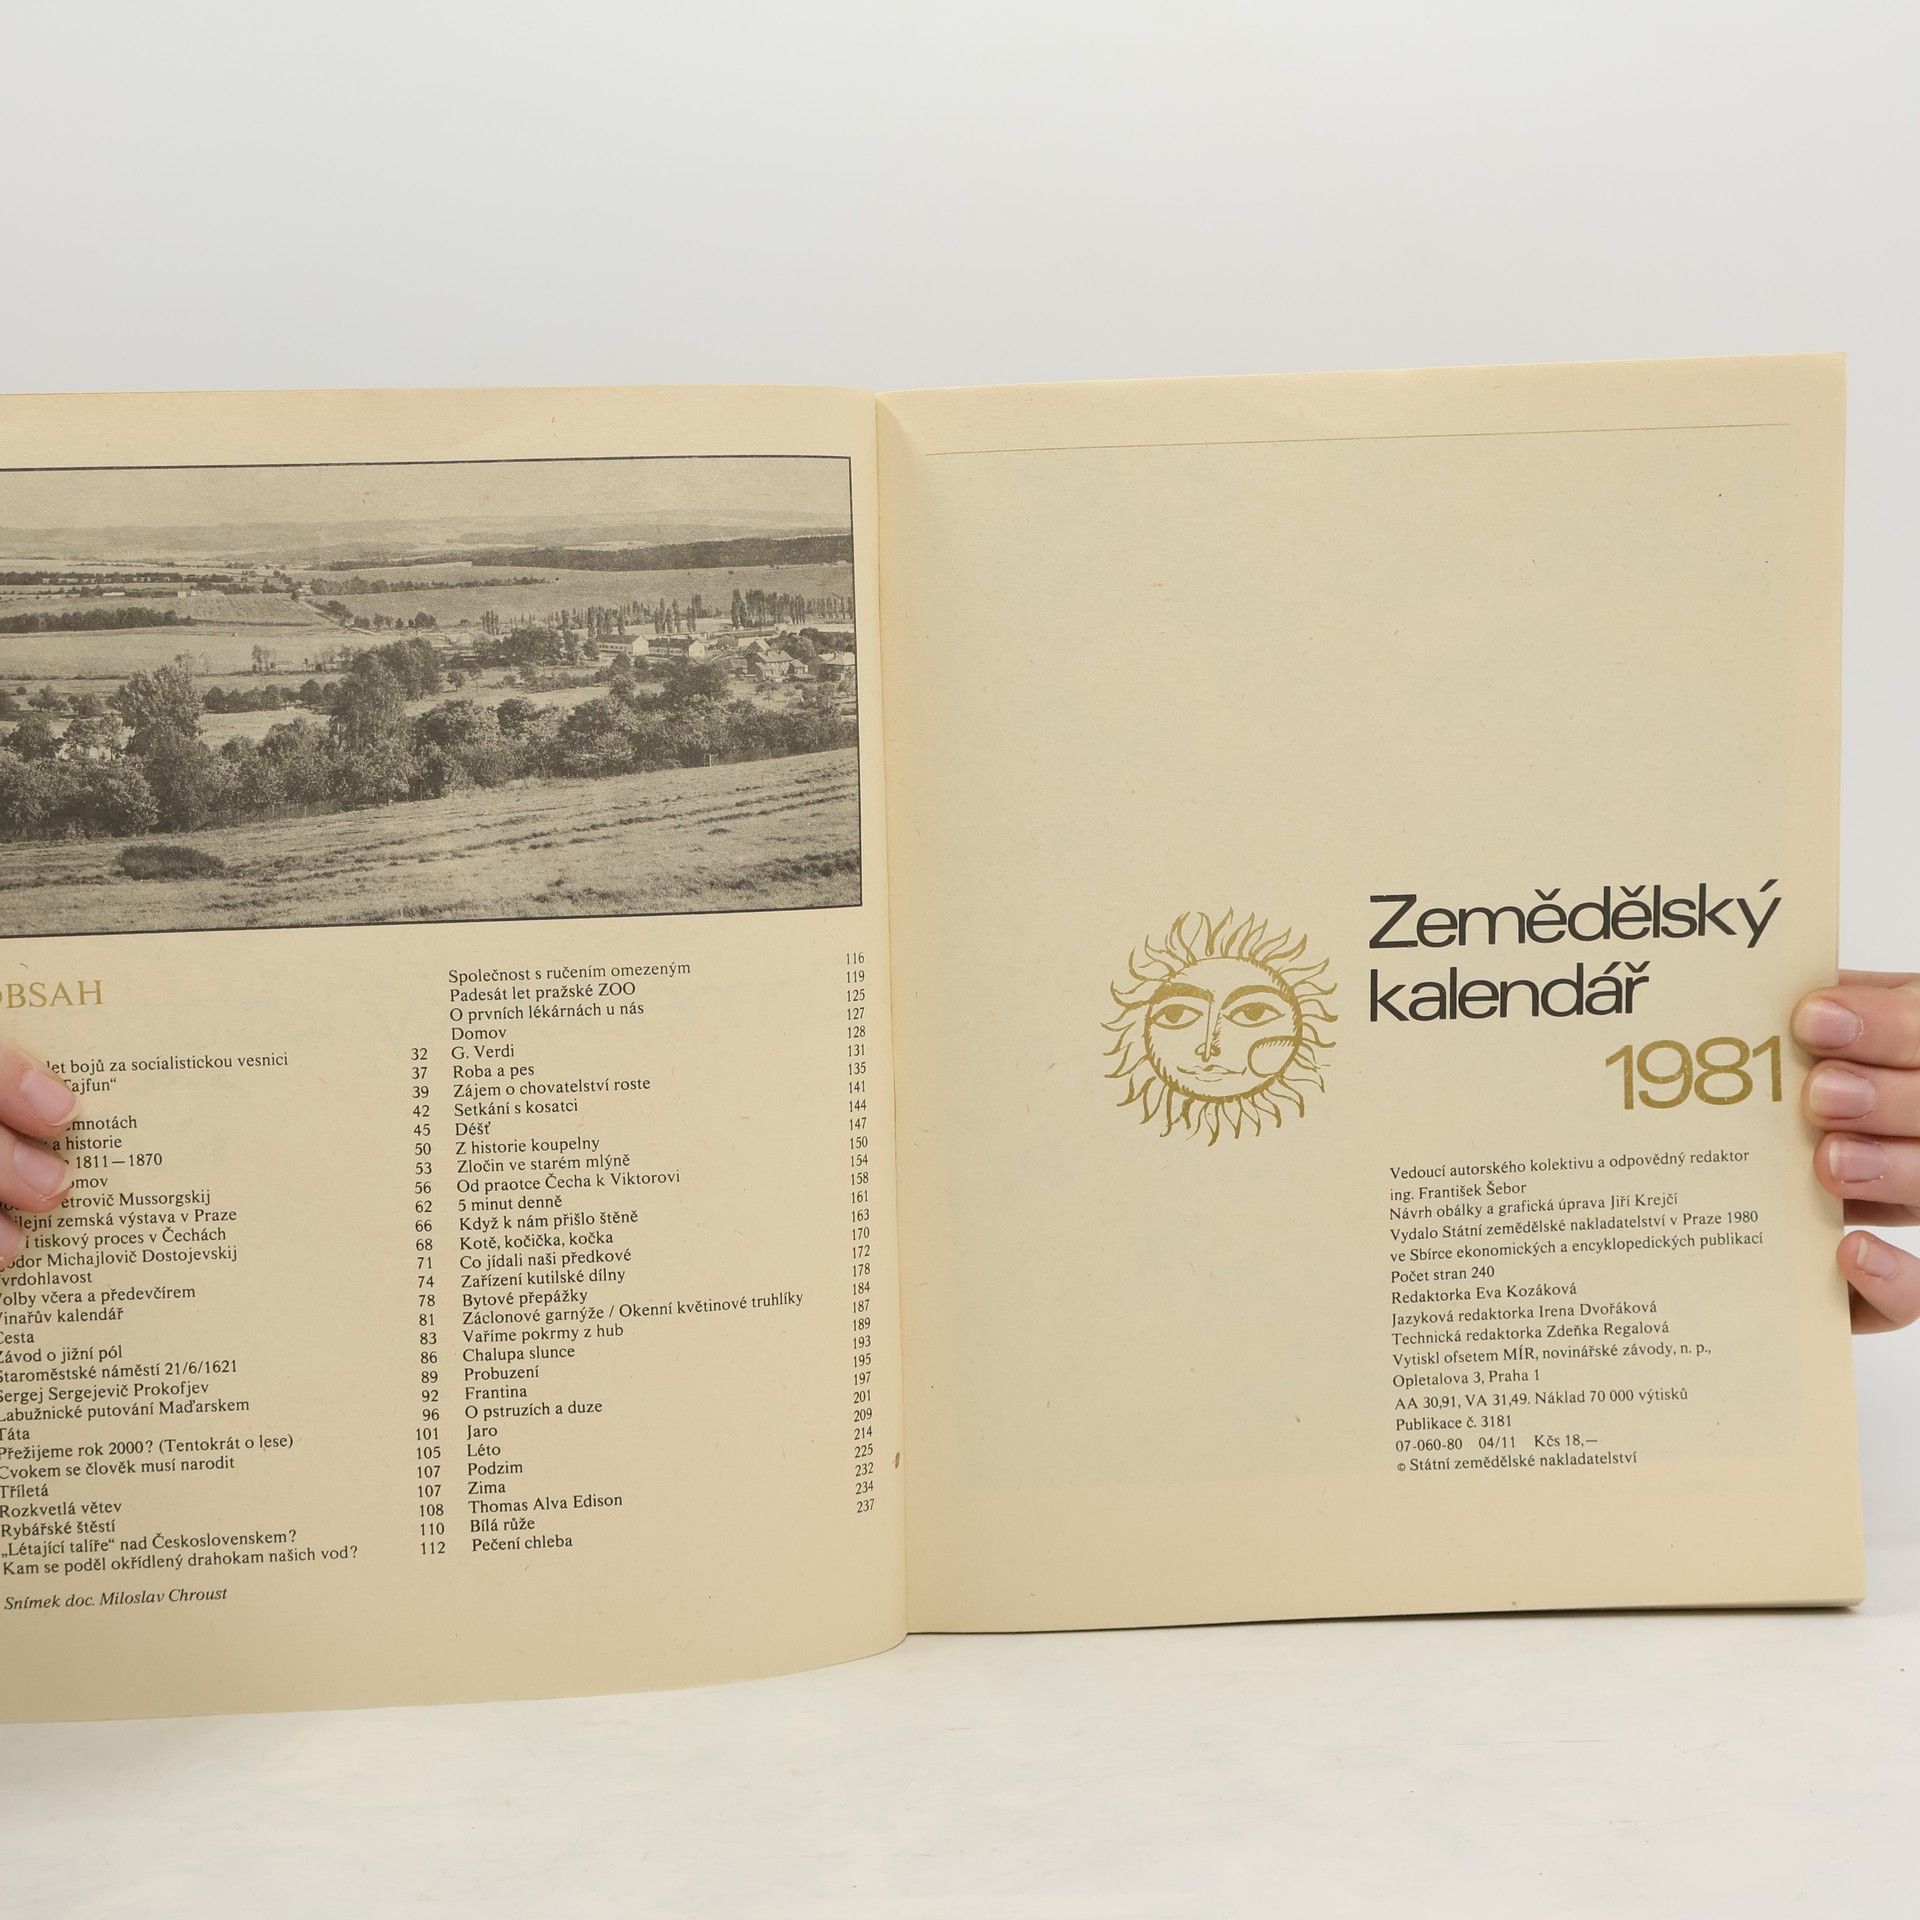 OBSAH
let bojů za socialistickou vesnici 32
Tajfun“ 37
39
a historie 42
1811—1870 45
50
Mussorgskij 53
zemská výstava v Praze 56
tiskový proces v Čechách 62
Michajlovič Dostojevskij 66
68
Volby včera a předevčírem 71
Vinařův kalendář 74
Cesta 78
Závod o jižní pól 81
Staroměstské náměstí 21/6/1621 83
Sergej Sergejevič Prokofjev 86
Labužnické putování Maďarskem 89
Táta 92
Přežijeme rok 2000? (Tentokrát o lese) 96
Cvokem se člověk musí narodit 101
Tříletá 105
Rozkvetlá větev 107
Rybářské štěstí 107
„Létající talíře“ nad Československem? 108
Kam se poděl okřídlený drahokam našich vod? 110
112
Snímek doc. Miloslav Chroust
Společnost s ručením omezeným 116
Padesát let pražské ZOO 119
O prvních lékárnách u nás 125
Domov 127
G. Verdi 128
Roba a pes 131
Zájem o chovatelství roste 135
Setkání s kosatci 141
Déšť 144
Z historie koupelny 147
Zločin ve starém mlýně 150
Od praotce Čecha k Viktorovi 154
5 minut denně 158
Když k nám přišlo štěně 161
Kotě, kočička, kočka 163
Co jídali naši předkové 170
Zařízení kutilské dílny 172
Bytové přepážky 178
Záclonové garnýže / Okenní květinové truhlíky 184
Vaříme pokrmy z hub 187
Chalupa slunce 189
Probuzení 193
Frantina 195
O pstruzích a duze 197
Jaro 201
Léto 209
Podzim 214
Zima 225
Thomas Alva Edison 232
Bílá růže 234
Pečení chleba 237
Zemědělský
kalendář
1981
Vedoucí autorského kolektivu a odpovědný redaktor
ing. František Šebor
Návrh obálky a grafická úprava Jiří Krejčí
Vydalo Státní zemědělské nakladatelství v Praze 1980
ve Sbírce ekonomických a encyklopedických publikací
Počet stran 240
Redaktorka Eva Kozáková
Jazyková redaktorka Irena Dvořáková
Technická redaktorka Zdeňka Regalová
Vytiskl ofsetem MÍR, novinářské závody, n. p.,
Opletalova 3, Praha 1
AA 30,91, VA 31,49. Náklad 70 000 výtisků
Publikace č. 3181
07-060-80 04/11 Kčs 18,—
© Státní zemědělské nakladatelství